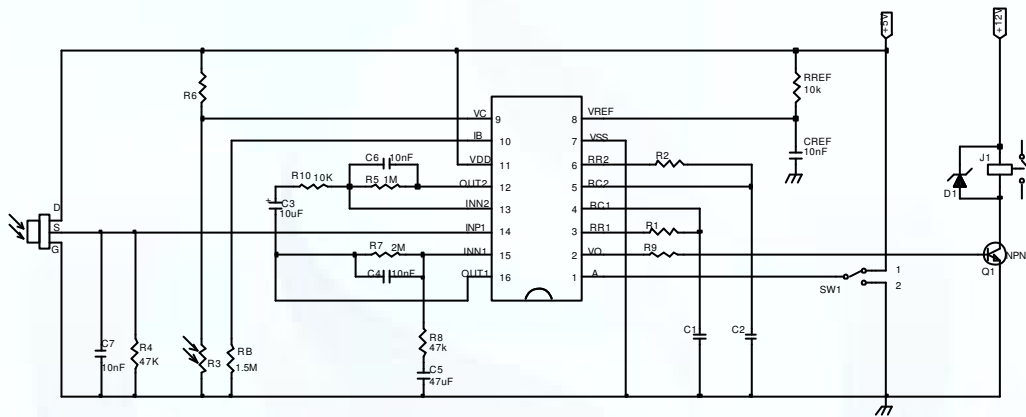 +5V
+12V
R6
RREF
10k
VC
9
8
VREF
IB
10
7
VSS
CREF
10nF
C6
10nF
VDD
11
6
RR2
R2
J1
R10
10K
R5
1M
OUT2
12
5
RC2
D1
C3
10uF
INN2
13
4
RC1
D
S
G
INP1
14
3
RR1
R1
R7
2M
INN1
15
2
VO
R9
NPN
Q1
C4
10nF
OUT1
16
1
A
SW1
1
2
C7
10nF
R4
47K
R3
RB
1.5M
R8
47k
C5
47uF
C1
C2